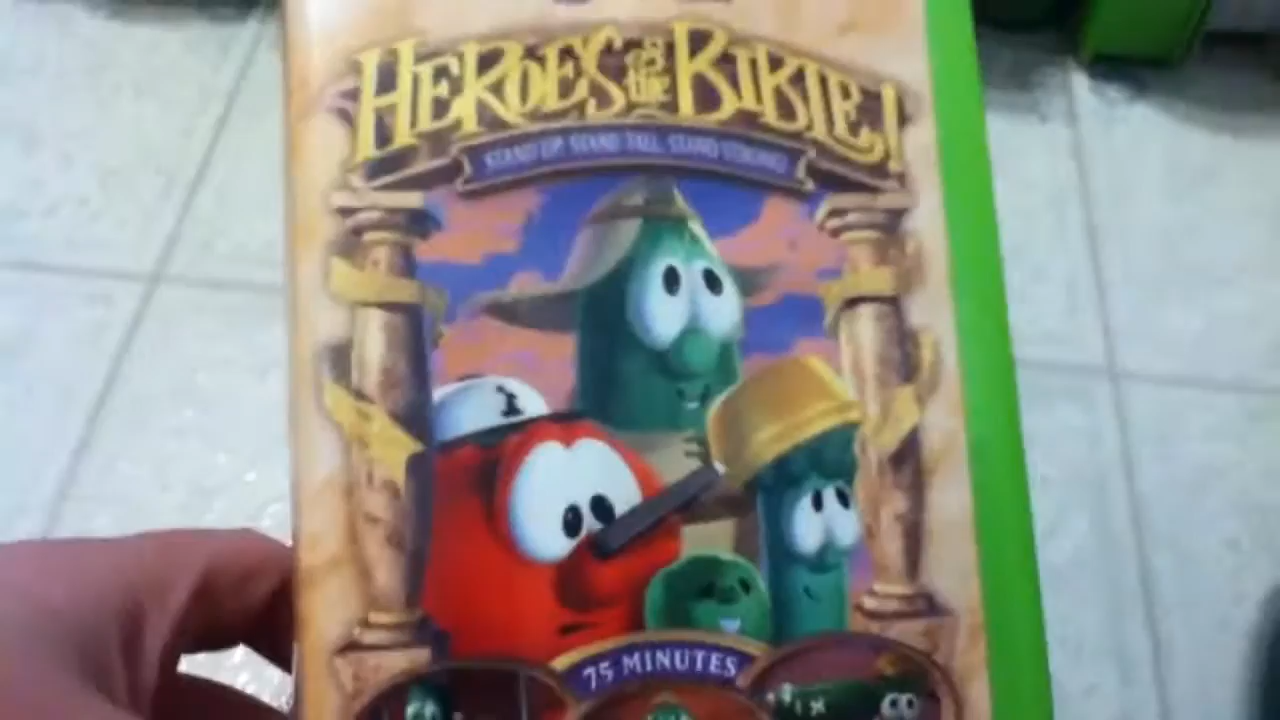 HEROES of the BIBLE!
STAND UP, STAND TALL, STAND STRONG!
75 MINUTES